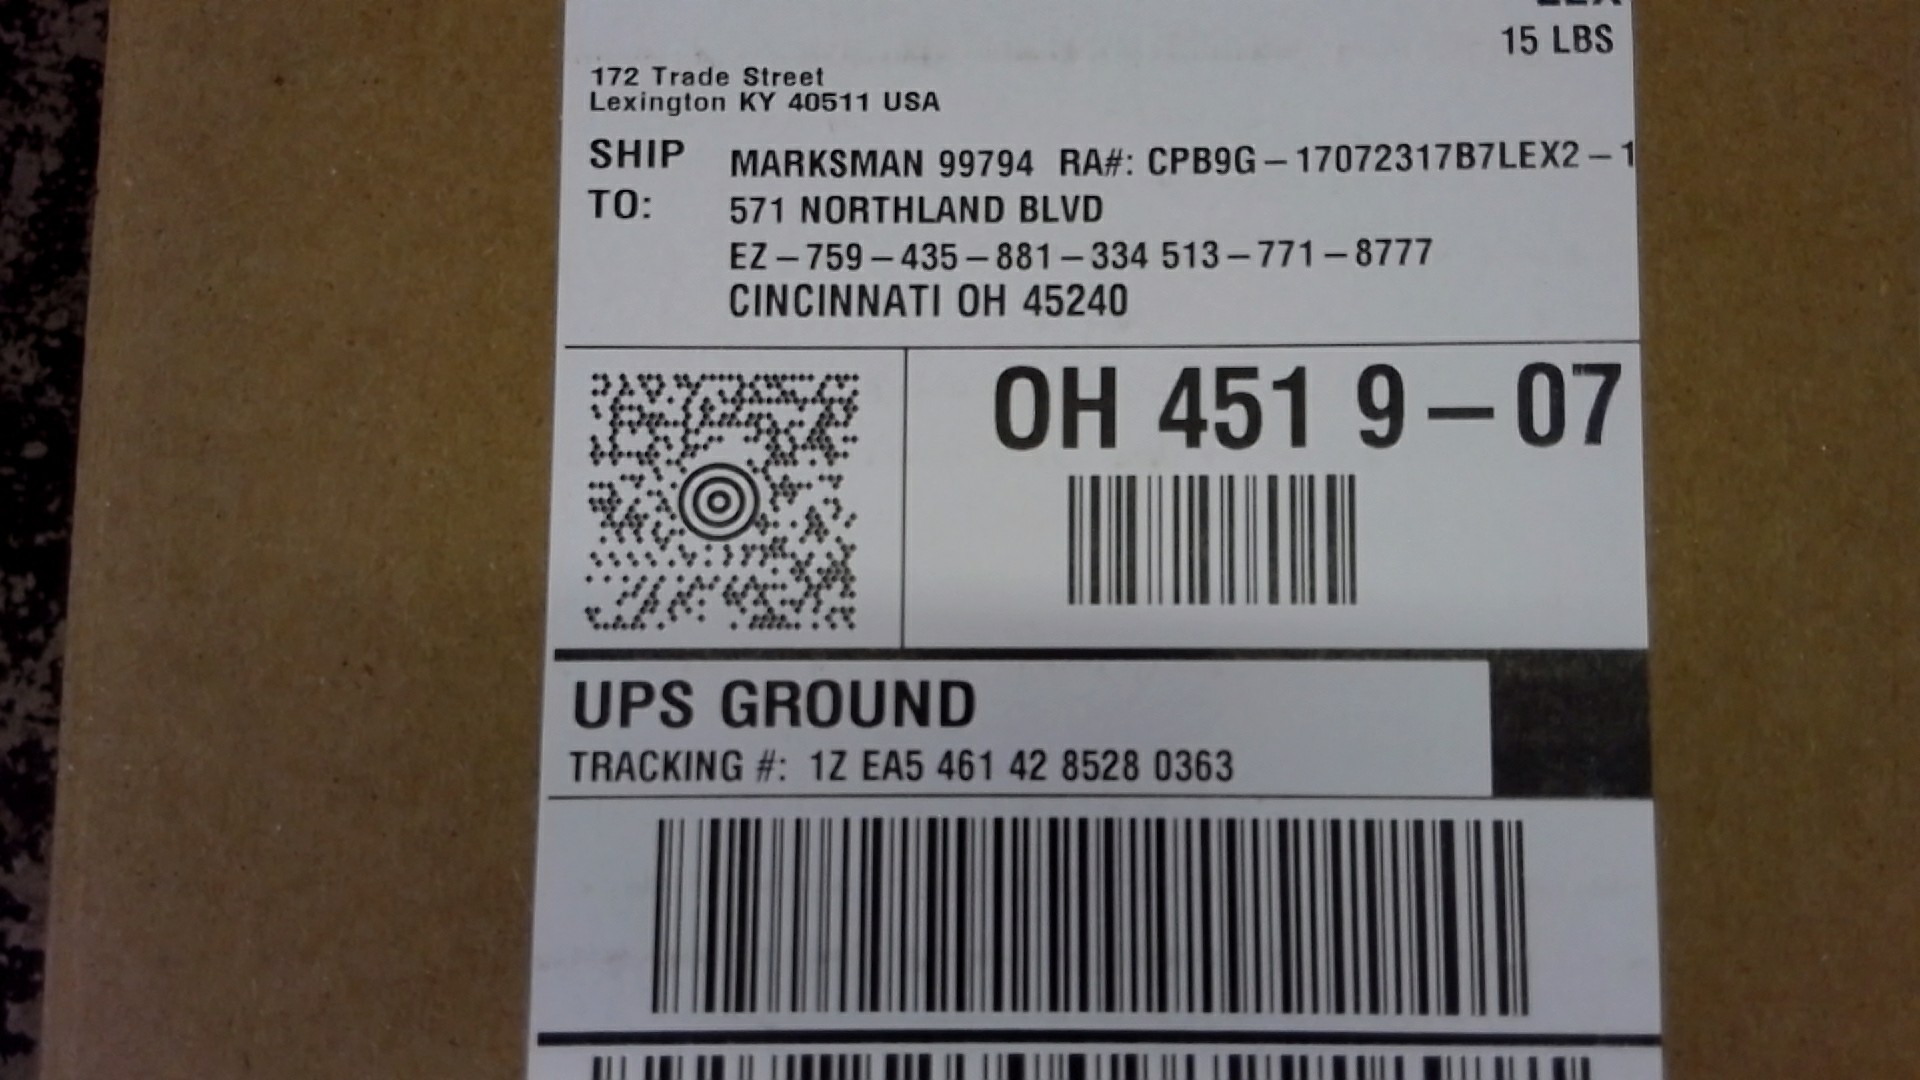 15 LBS
172 Trade Street
Lexington KY 40511 USA
SHIP TO:
MARKSMAN 99794 RA#: CPB9G-17072317B7LEX2-1
571 NORTHLAND BLVD
EZ-759-435-881-334 513-771-8777
CINCINNATI OH 45240
OH 451 9-07
UPS GROUND
TRACKING #: 1Z EA5 461 42 8528 0363